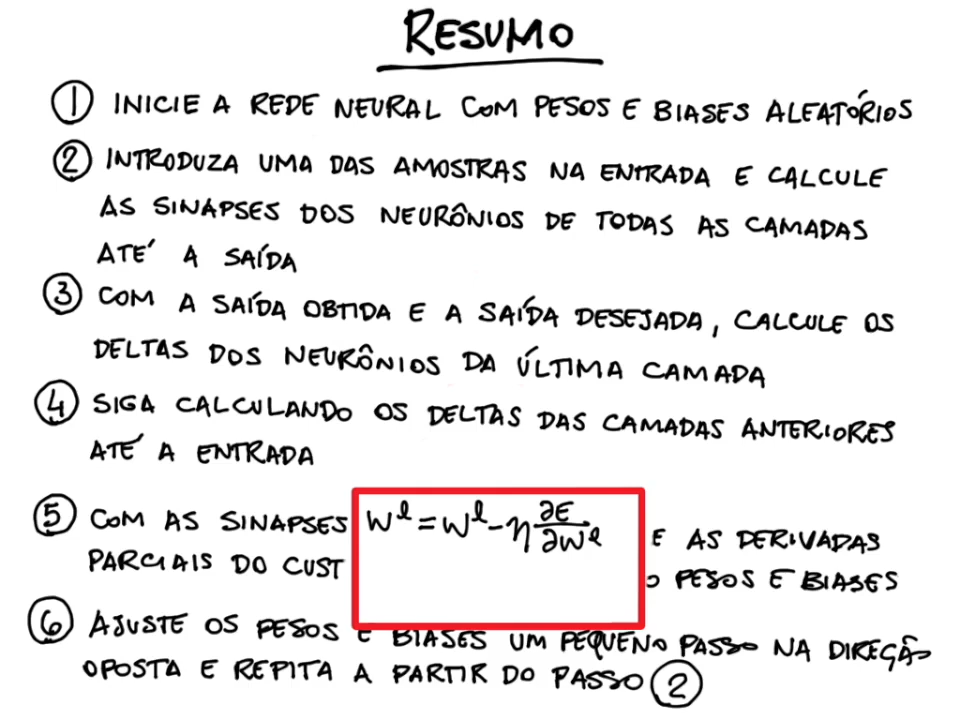 RESUMO
① INICIE A REDE NEURAL COM PESOS E BIASES ALEATÓRIOS
② INTRODUZA UMA DAS AMOSTRAS NA ENTRADA E CALCULE
AS SINAPSES DOS NEURÔNIOS DE TODAS AS CAMADAS
ATÉ A SAÍDA
③ COM A SAÍDA OBTIDA E A SAÍDA DESEJADA, CALCULE OS
DELTAS DOS NEURÔNIOS DA ÚLTIMA CAMADA
④ SIGA CALCULANDO OS DELTAS DAS CAMADAS ANTERIORES
ATÉ A ENTRADA
⑤ COM AS SINAPSES w^ℓ = w^ℓ - η ∂E/∂w^ℓ E AS DERIVADAS
PARCIAIS DO CUST O PESOS E BIASES
⑥ AJUSTE OS PESOS E BIASES UM PEQUENO PASSO NA DIREÇÃO
OPOSTA E REPITA A PARTIR DO PASSO ②